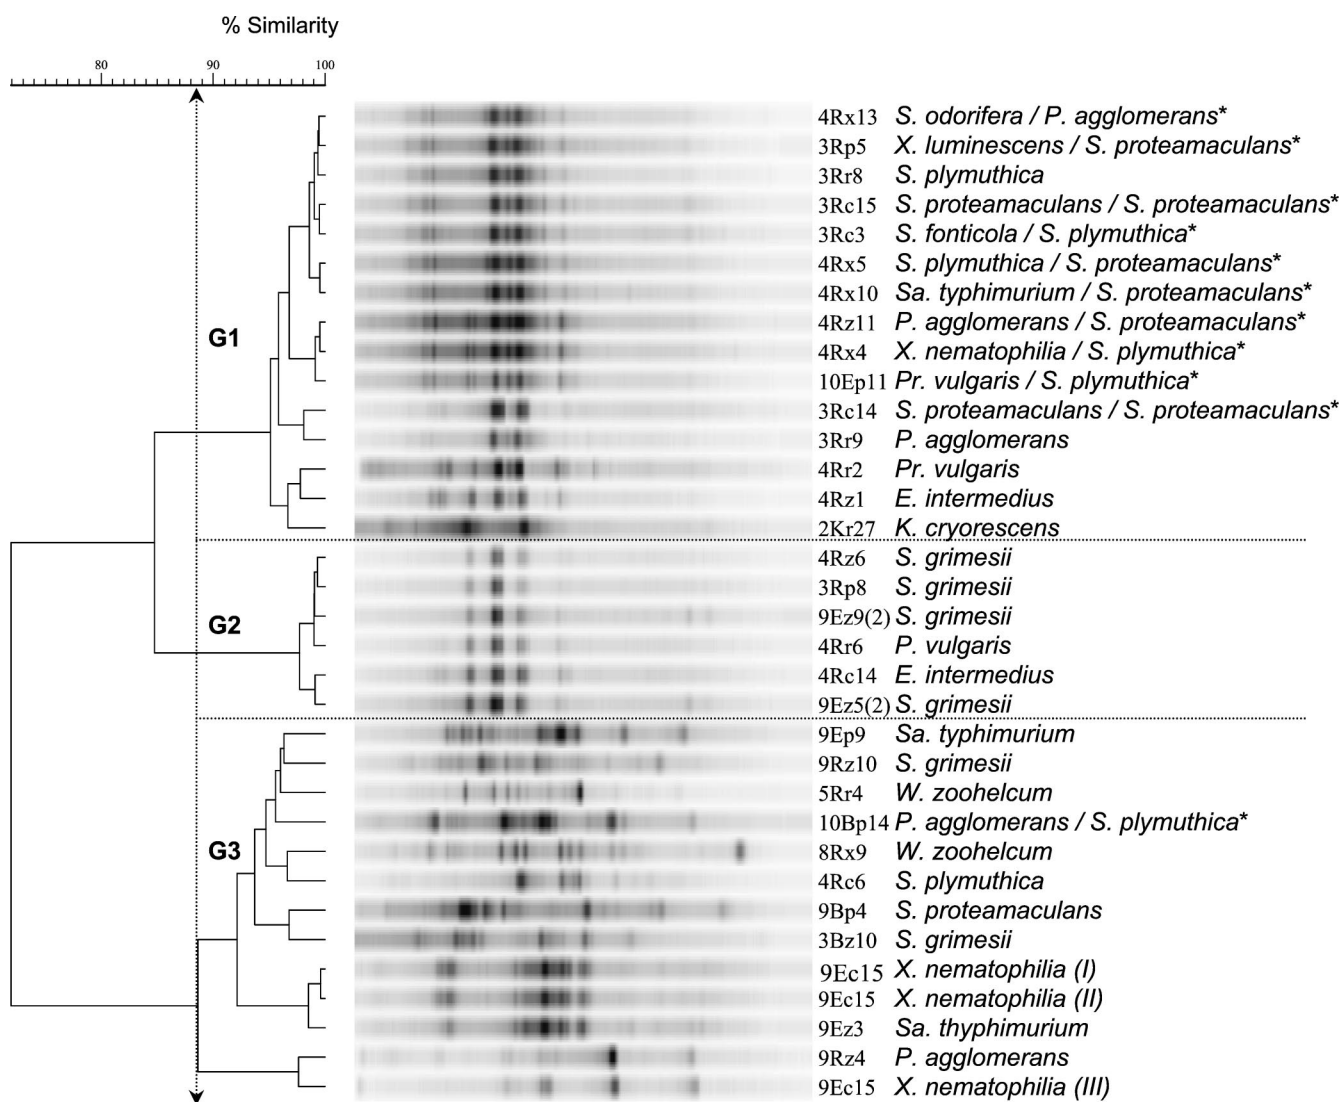 % Similarity
80 90 100
4Rx13 S. odorifera / P. agglomerans*
3Rp5 X. luminescens / S. proteamaculans*
3Rr8 S. plymuthica
3Rc15 S. proteamaculans / S. proteamaculans*
3Rc3 S. fonticola / S. plymuthica*
4Rx5 S. plymuthica / S. proteamaculans*
4Rx10 Sa. typhimurium / S. proteamaculans*
4Rz11 P. agglomerans / S. proteamaculans*
G1
4Rx4 X. nematophilia / S. plymuthica*
10Ep11 Pr. vulgaris / S. plymuthica*
3Rc14 S. proteamaculans / S. proteamaculans*
3Rr9 P. agglomerans
4Rr2 Pr. vulgaris
4Rz1 E. intermedius
2Kr27 K. cryorescens
4Rz6 S. grimesii
3Rp8 S. grimesii
9Ez9(2) S. grimesii
G2
4Rr6 P. vulgaris
4Rc14 E. intermedius
9Ez5(2) S. grimesii
9Ep9 Sa. typhimurium
9Rz10 S. grimesii
5Rr4 W. zoohelcum
10Bp14 P. agglomerans / S. plymuthica*
G3
8Rx9 W. zoohelcum
4Rc6 S. plymuthica
9Bp4 S. proteamaculans
3Bz10 S. grimesii
9Ec15 X. nematophilia (I)
9Ec15 X. nematophilia (II)
9Ez3 Sa. thyphimurium
9Rz4 P. agglomerans
9Ec15 X. nematophilia (III)